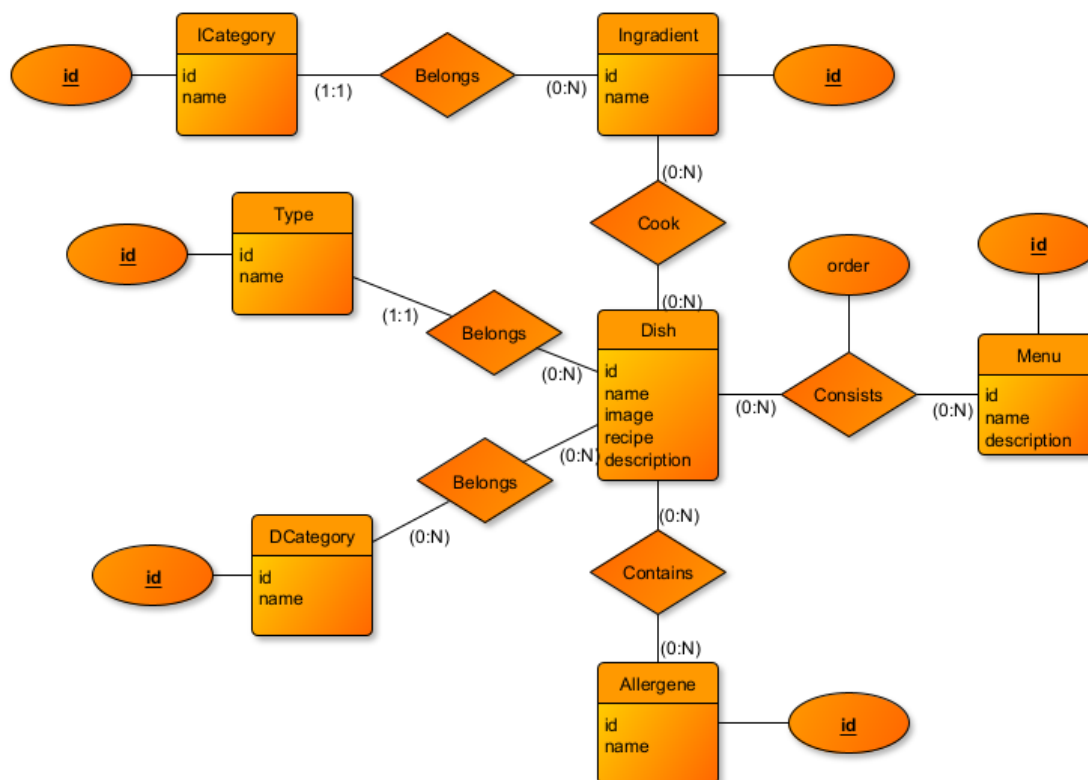 ICategory
id
id
name
(1:1)
Belongs
(0:N)
Ingradient
id
name
id
(0:N)
Cook
(0:N)
Type
id
id
name
(1:1)
Belongs
(0:N)
Dish
id
name
image
recipe
description
order
id
(0:N)
Consists
(0:N)
Menu
id
name
description
(0:N)
Belongs
(0:N)
DCategory
id
id
name
(0:N)
Contains
(0:N)
Allergene
id
name
id